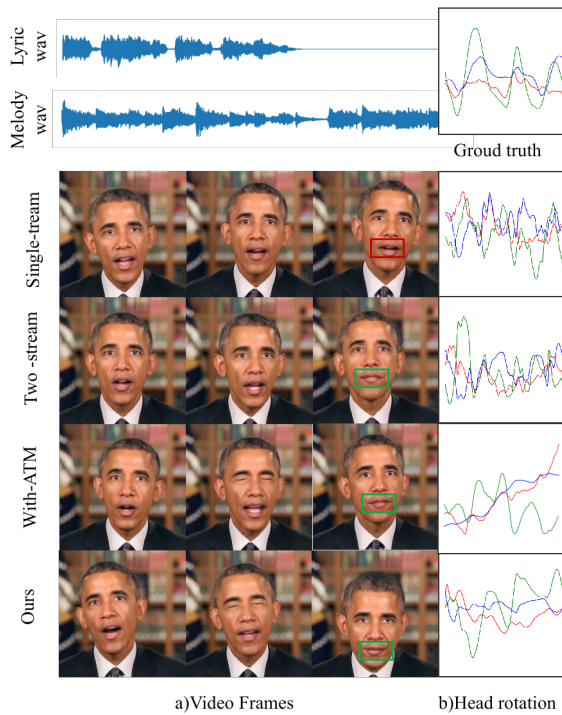 Lyric
wav
Melody
wav
Groud truth
Single-tream
Two -stream
With-ATM
Ours
a)Video Frames
b)Head rotation